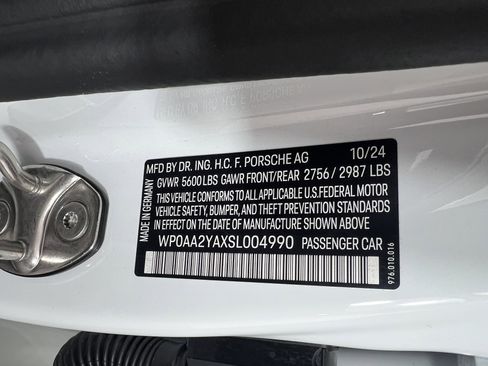 MFD BY DR. ING. H.C. F. PORSCHE AG 10/24
GVWR 5600 LBS GAWR FRONT/REAR 2756 / 2987 LBS
THIS VEHICLE CONFORMS TO ALL APPLICABLE U.S. FEDERAL MOTOR
VEHICLE SAFETY, BUMPER, AND THEFT PREVENTION STANDARDS
IN EFFECT ON THE DATE OF MANUFACTURE SHOWN ABOVE
WP0AA2YAXSL004990 PASSENGER CAR
MADE IN GERMANY
976.010.016